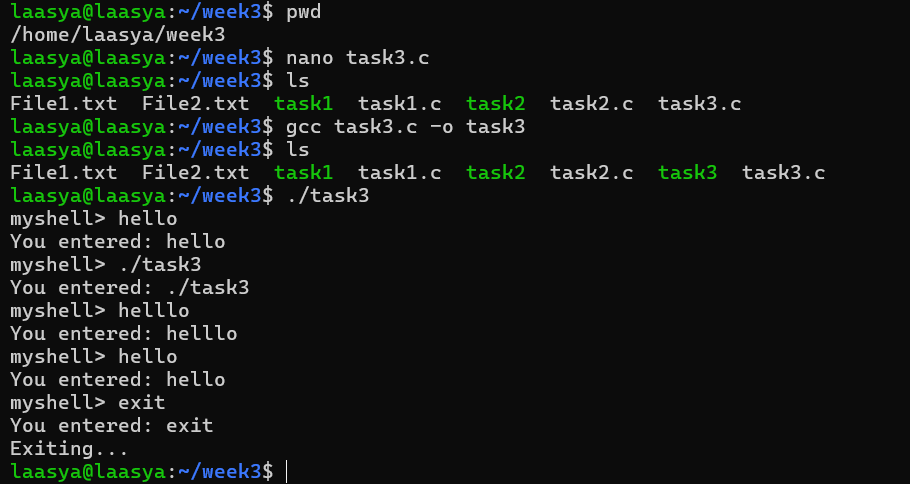 laasya@laasya:~/week3$ pwd
/home/laasya/week3
laasya@laasya:~/week3$ nano task3.c
laasya@laasya:~/week3$ ls
File1.txt  File2.txt  task1  task1.c  task2  task2.c  task3.c
laasya@laasya:~/week3$ gcc task3.c -o task3
laasya@laasya:~/week3$ ls
File1.txt  File2.txt  task1  task1.c  task2  task2.c  task3  task3.c
laasya@laasya:~/week3$ ./task3
myshell> hello
You entered: hello
myshell> ./task3
You entered: ./task3
myshell> helllo
You entered: helllo
myshell> hello
You entered: hello
myshell> exit
You entered: exit
Exiting...
laasya@laasya:~/week3$